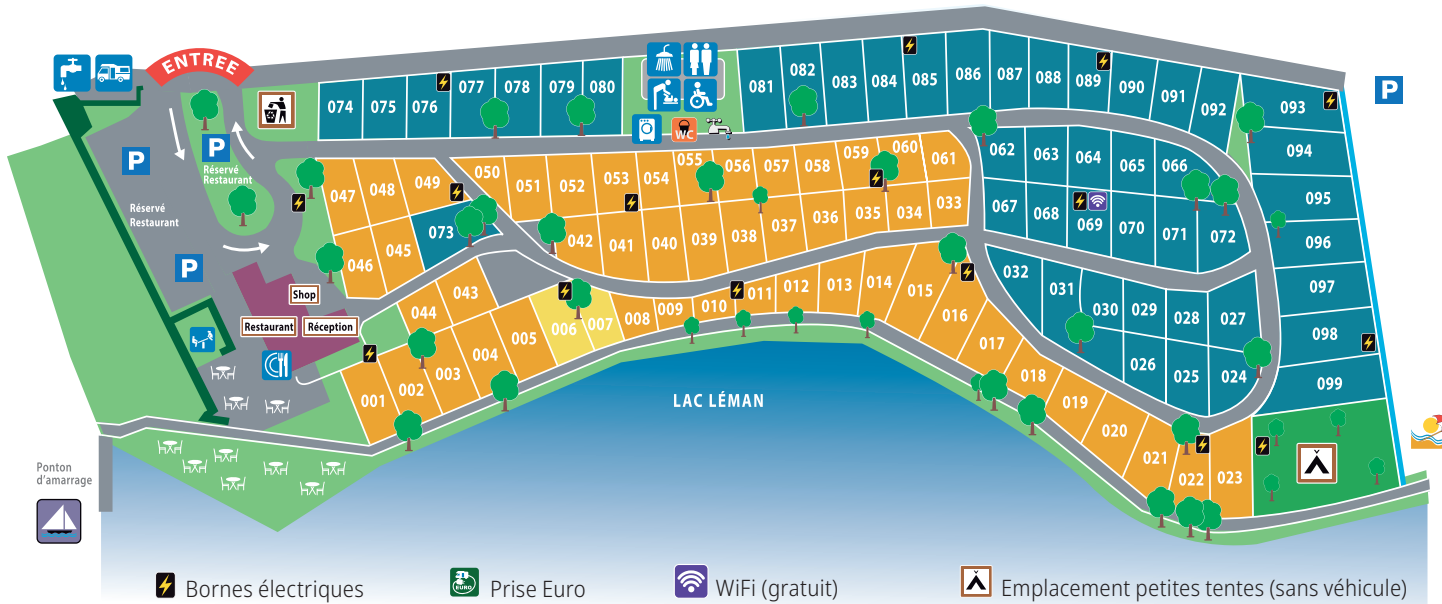 ENTREE
P
P
Réservé
Restaurant
P
Réservé
Restaurant
P
Shop
Restaurant
Réception
WC
074 075 076 077 078 079 080
081 082 083 084 085 086 087 088 089 090 091 092
093
094
095
096
097
098
099
047 048 049
046 045 073
044 043
050 051 052 053 054 055 056 057 058 059 060 061
042 041 040 039 038 037 036 035 034 033
062 063 064 065 066
067 068 069 070 071 072
032 031 030 029 028 027
026 025 024
001 002 003 004 005 006 007 008 009 010 011 012 013 014 015 016 017 018 019 020 021 022 023
LAC LÉMAN
Ponton
d'amarrage
Bornes électriques
EURO
Prise Euro
WiFi (gratuit)
Emplacement petites tentes (sans véhicule)